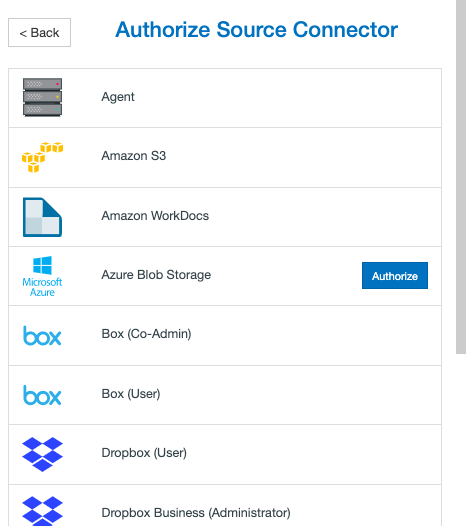 < Back
Authorize Source Connector
Agent
Amazon S3
Amazon WorkDocs
Microsoft
Azure
Azure Blob Storage
Authorize
box
Box (Co-Admin)
box
Box (User)
Dropbox (User)
Dropbox Business (Administrator)